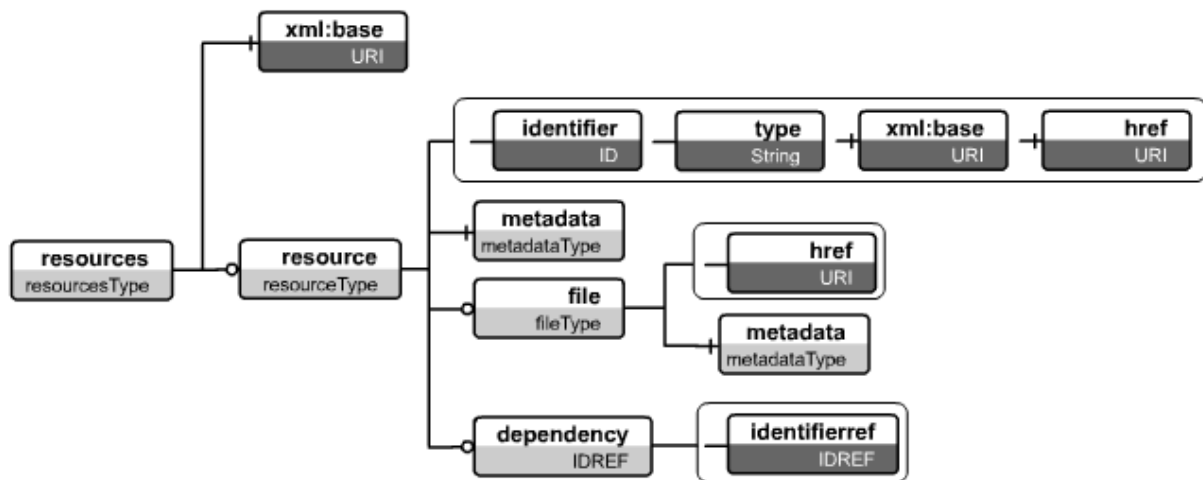 xml:base
URI
identifier
ID
type
String
xml:base
URI
href
URI
metadata
metadataType
resources
resourcesType
resource
resourceType
href
URI
file
fileType
metadata
metadataType
dependency
IDREF
identifierref
IDREF